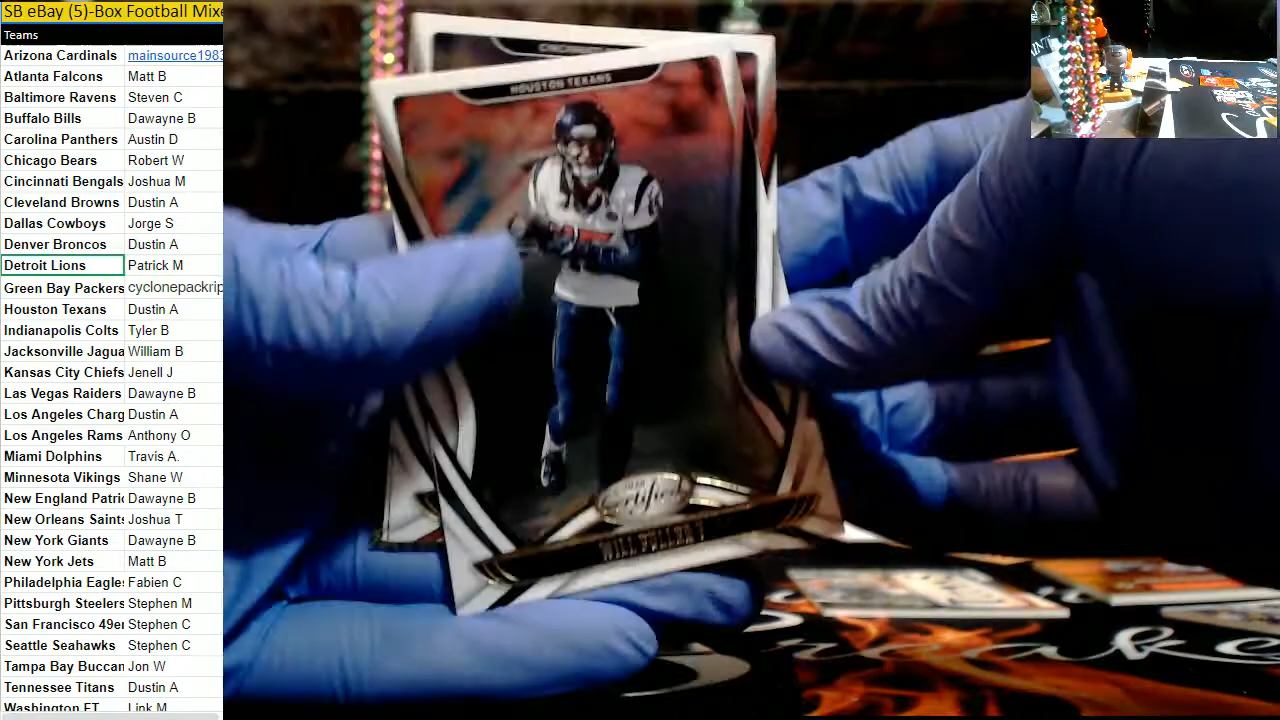 SB eBay (5)-Box Football Mixe
Teams
Arizona Cardinals mainsource1983
Atlanta Falcons Matt B
Baltimore Ravens Steven C
Buffalo Bills Dawayne B
Carolina Panthers Austin D
Chicago Bears Robert W
Cincinnati Bengals Joshua M
Cleveland Browns Dustin A
Dallas Cowboys Jorge S
Denver Broncos Dustin A
Detroit Lions Patrick M
Green Bay Packers cyclonepackrip
Houston Texans Dustin A
Indianapolis Colts Tyler B
Jacksonville Jagua William B
Kansas City Chiefs Jenell J
Las Vegas Raiders Dawayne B
Los Angeles Charg Dustin A
Los Angeles Rams Anthony O
Miami Dolphins Travis A.
Minnesota Vikings Shane W
New England Patric Dawayne B
New Orleans Saints Joshua T
New York Giants Dawayne B
New York Jets Matt B
Philadelphia Eagles Fabien C
Pittsburgh Steelers Stephen M
San Francisco 49er Stephen C
Seattle Seahawks Stephen C
Tampa Bay Buccan Jon W
Tennessee Titans Dustin A
Washington FT Link M
HOUSTON TEXANS
Certified
WILL FULLER V